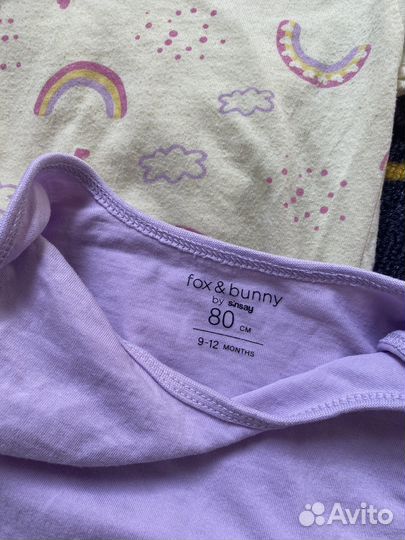 fox & bunny
by sinsay
80 CM
9-12 MONTHS
Avito